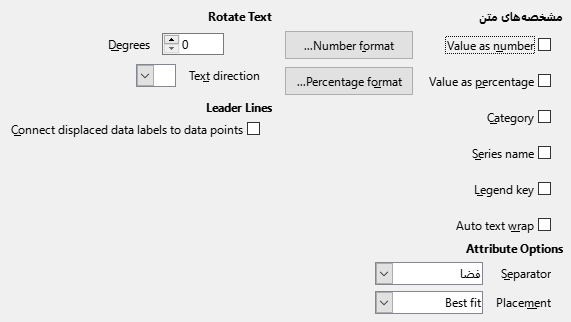 مشخصه‌های متن
Value as number
Number format...
Value as percentage
Percentage format...
Category
Series name
Legend key
Auto text wrap
Attribute Options
Separator
فضا
Placement
Best fit
Rotate Text
Degrees
0
Text direction
Leader Lines
Connect displaced data labels to data points